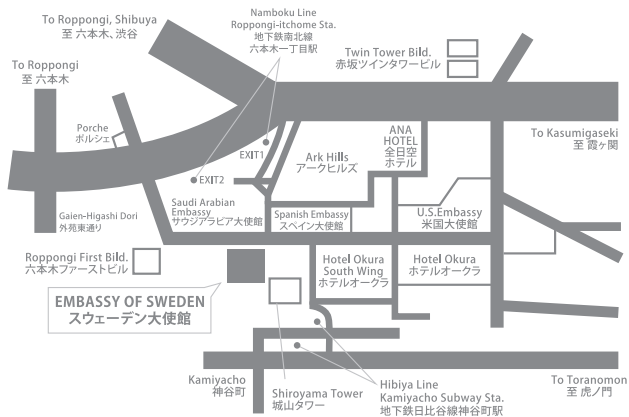 To Roppongi, Shibuya
至 六本木、渋谷
Namboku Line
Roppongi-itchome Sta.
地下鉄南北線
六本木一丁目駅
Twin Tower Bild.
赤坂ツインタワービル
To Roppongi
至 六本木
Porche
ポルシェ
EXIT1
EXIT2
Ark Hills
アークヒルズ
ANA
HOTEL
全日空
ホテル
To Kasumigaseki
至 霞ヶ関
Gaien-Higashi Dori
外苑東通り
Saudi Arabian
Embassy
サウジアラビア大使館
Spanish Embassy
スペイン大使館
U.S.Embassy
米国大使館
Roppongi First Bild.
六本木ファーストビル
Hotel Okura
South Wing
ホテルオークラ
Hotel Okura
ホテルオークラ
EMBASSY OF SWEDEN
スウェーデン大使館
Kamiyacho
神谷町
Shiroyama Tower
城山タワー
Hibiya Line
Kamiyacho Subway Sta.
地下鉄日比谷線神谷町駅
To Toranomon
至 虎ノ門